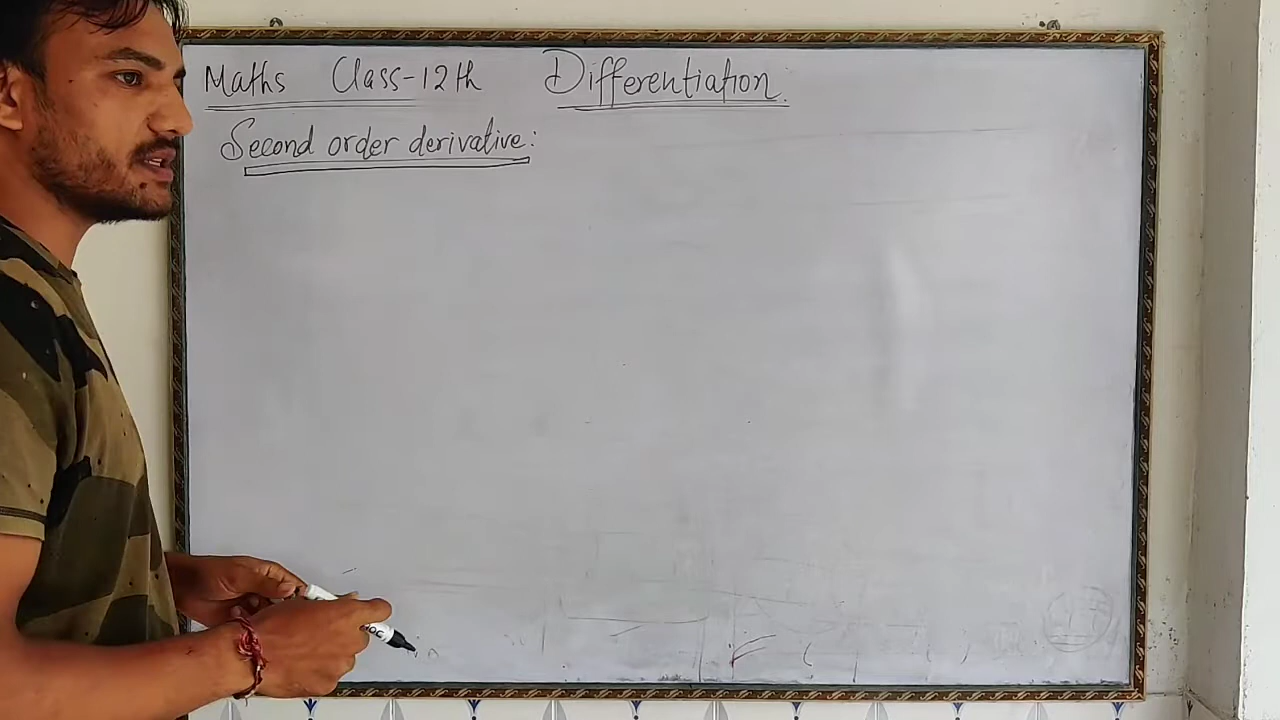 Maths Class-12th Differentiation.
Second order derivative: